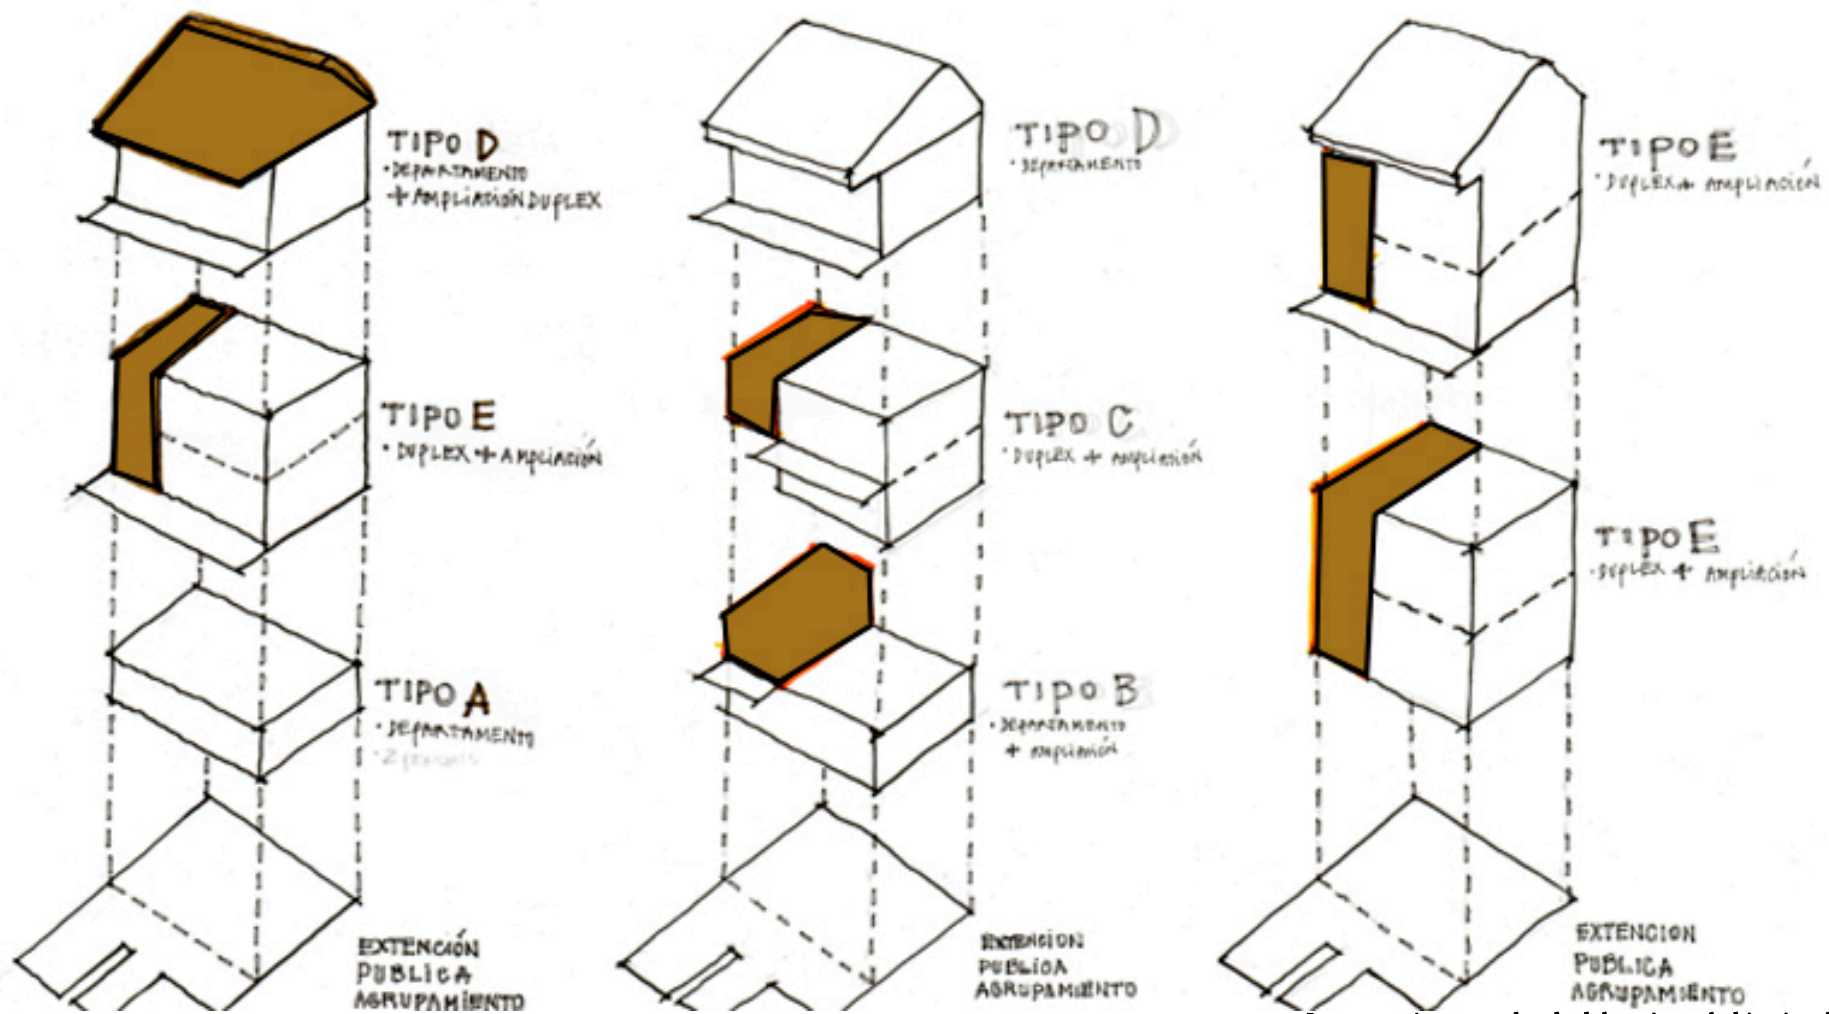 TIPO D
• DEPARTAMENTO
+ AMPLIACIÓN DUPLEX
TIPO E
• DUPLEX + AMPLIACIÓN
TIPO A
• DEPARTAMENTO
EXTENCIÓN
PUBLICA
AGRUPAMIENTO
TIPO D
• DEPARTAMENTO
TIPO C
• DUPLEX + AMPLIACIÓN
TIPO B
• DEPARTAMENTO
+ AMPLIACIÓN
EXTENCION
PUBLICA
AGRUPAMIENTO
TIPO E
• DUPLEX + AMPLIACIÓN
TIPO E
• DUPLEX + AMPLIACIÓN
EXTENCION
PUBLICA
AGRUPAMIENTO